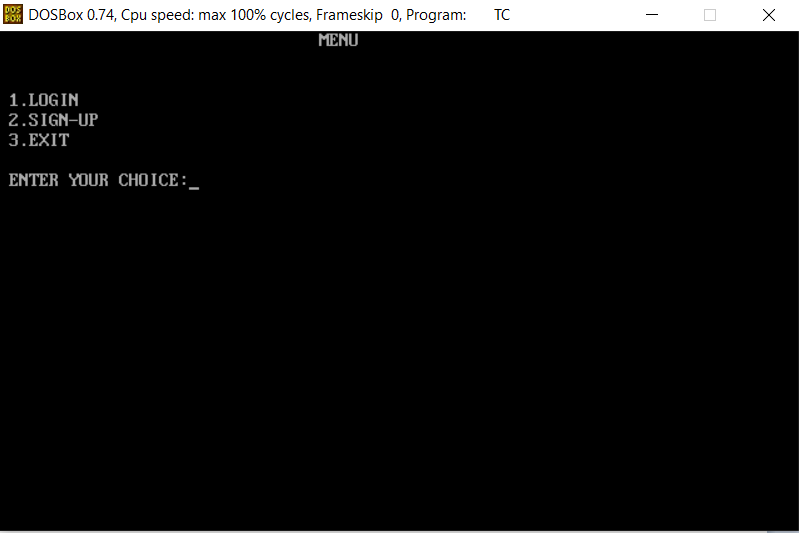 DOS BOX
DOSBox 0.74, Cpu speed: max 100% cycles, Frameskip 0, Program: TC
MENU
1.LOGIN
2.SIGN-UP
3.EXIT
ENTER YOUR CHOICE:_